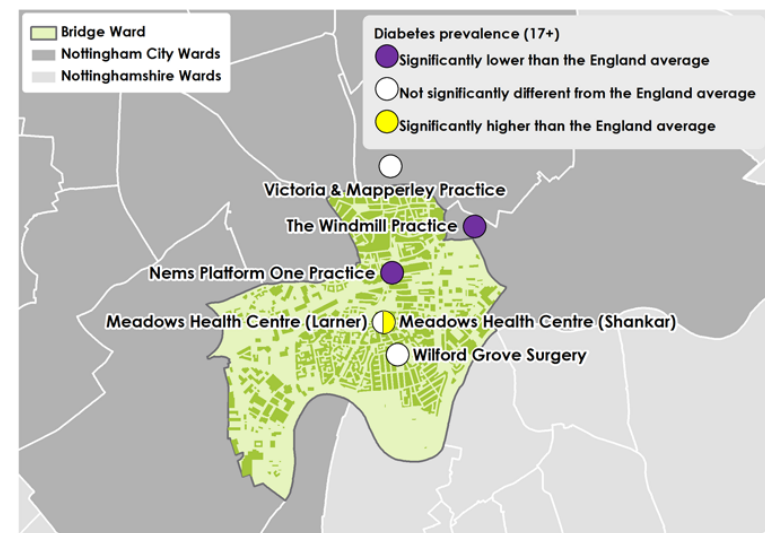 Bridge Ward
Nottingham City Wards
Nottinghamshire Wards
Diabetes prevalence (17+)
Significantly lower than the England average
Not significantly different from the England average
Significantly higher than the England average
Victoria & Mapperley Practice
The Windmill Practice
Nems Platform One Practice
Meadows Health Centre (Larner)
Meadows Health Centre (Shankar)
Wilford Grove Surgery